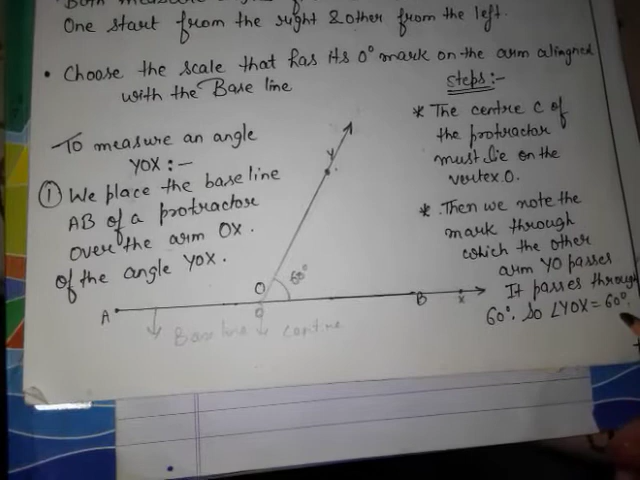 Both measure
One start from the right & other from the left.
• Choose the scale that has its 0° mark on the arm alingned
with the Base line
To measure an angle
YOX :-
① We place the base line
AB of a protractor
over the arm OX.
of the angle YOX.
steps:-
* The centre C of
the protractor
must lie on the
vertex O.
* Then we note the
mark through
which the other
arm YO passes
It passes through
60°. So ∠YOX = 60°.
Y
O
60°
A
B
X
Base line